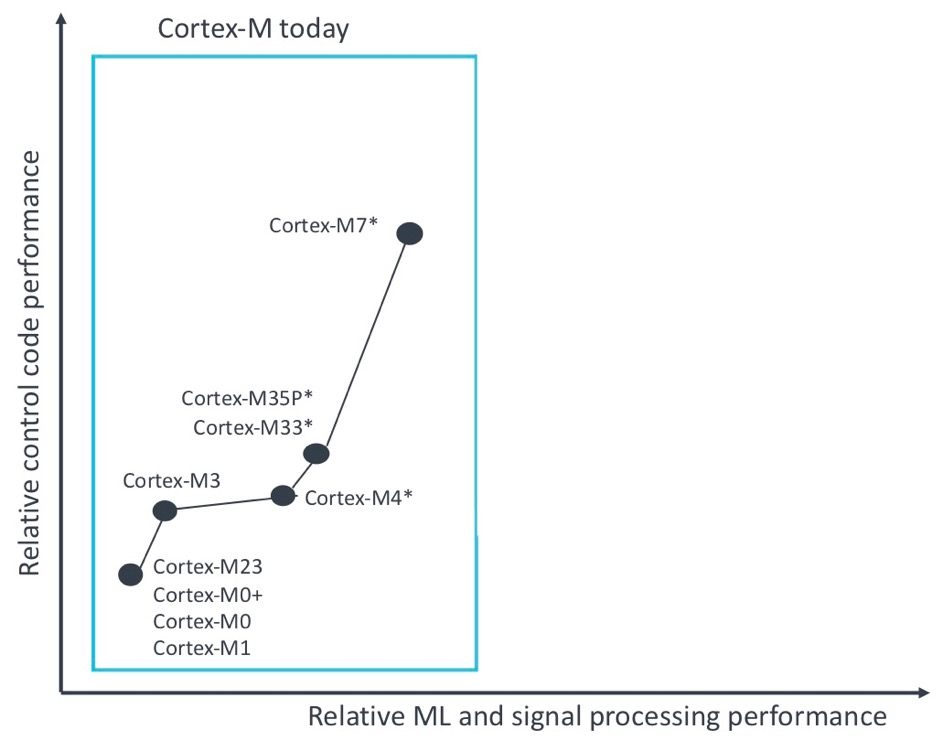 Cortex-M today
Relative control code performance
Cortex-M7*
Cortex-M35P*
Cortex-M33*
Cortex-M3
Cortex-M4*
Cortex-M23
Cortex-M0+
Cortex-M0
Cortex-M1
Relative ML and signal processing performance